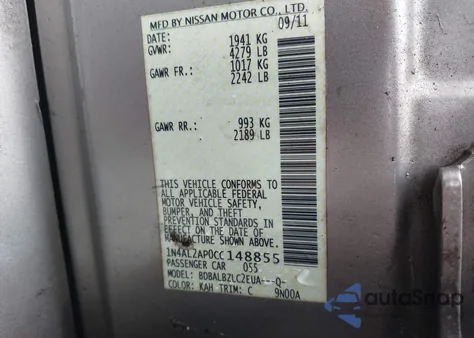 MFD BY NISSAN MOTOR CO., LTD.
09/11
DATE: 1941 KG
GVWR: 4279 LB
GAWR FR.: 1017 KG
2242 LB
GAWR RR.: 993 KG
2189 LB
THIS VEHICLE CONFORMS TO
ALL APPLICABLE FEDERAL
MOTOR VEHICLE SAFETY,
BUMPER, AND THEFT
PREVENTION STANDARDS IN
EFFECT ON THE DATE OF
MANUFACTURE SHOWN ABOVE.
1N4AL2AP0CC148855
PASSENGER CAR 055
MODEL: BDBALBZLC2EUA---Q-
COLOR: KAH TRIM: C 9N00A
autoSnap